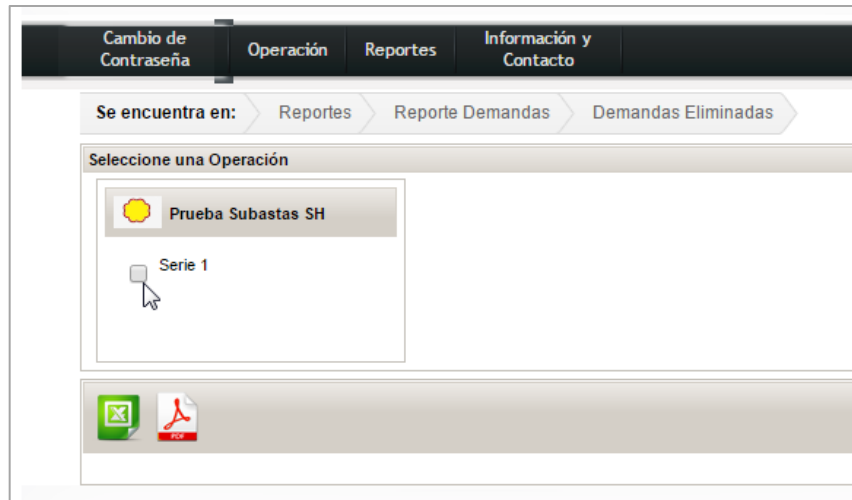 Cambio de
Contraseña
Operación
Reportes
Información y
Contacto
Se encuentra en: Reportes Reporte Demandas Demandas Eliminadas
Seleccione una Operación
Prueba Subastas SH
Serie 1
PDF